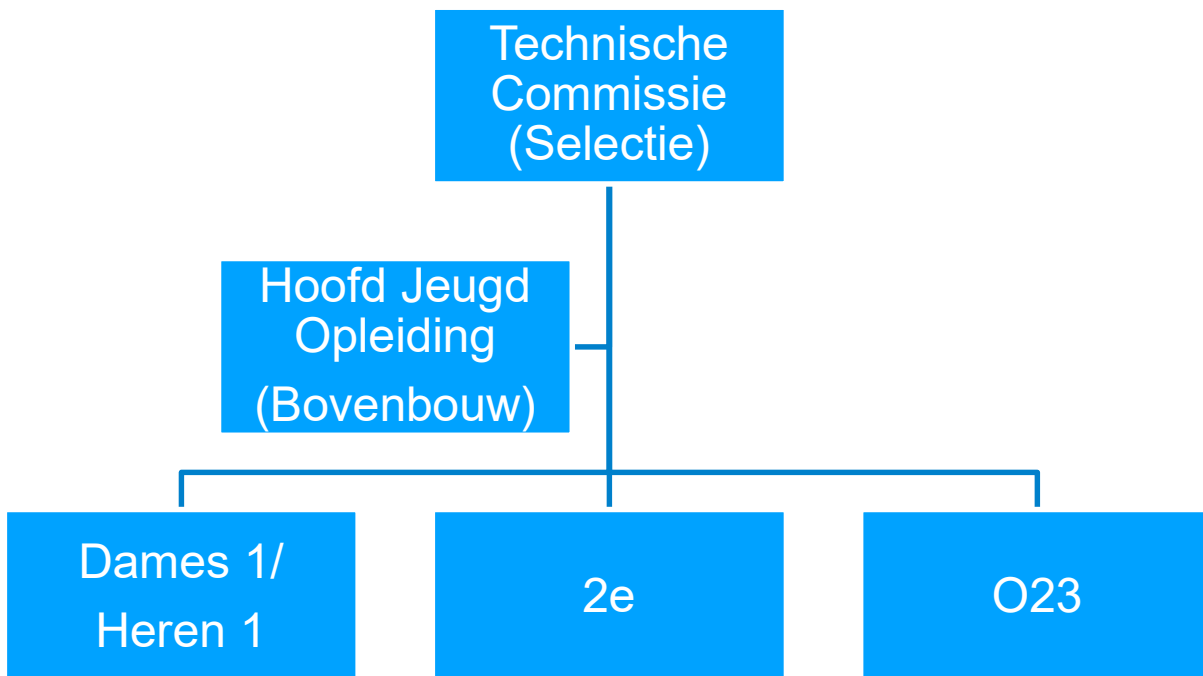 Technische
Commissie
(Selectie)
Hoofd Jeugd
Opleiding
(Bovenbouw)
Dames 1/
Heren 1
2e
O23